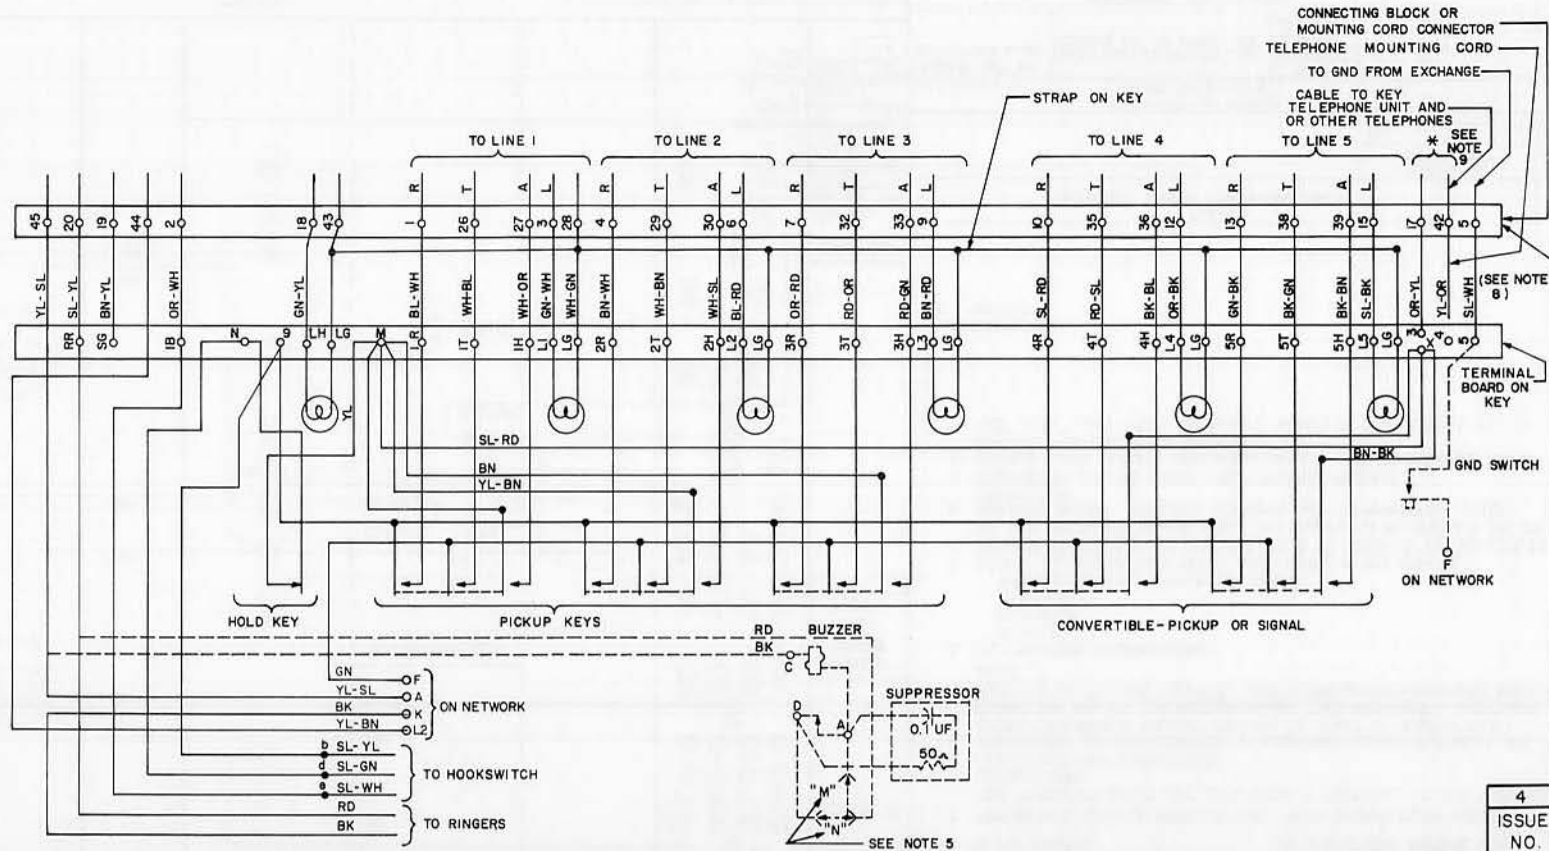 CONNECTING BLOCK OR
MOUNTING CORD CONNECTOR
TELEPHONE MOUNTING CORD
TO GND FROM EXCHANGE
CABLE TO KEY
TELEPHONE UNIT AND
OR OTHER TELEPHONES
STRAP ON KEY
* SEE
NOTE
9
TO LINE 1 TO LINE 2 TO LINE 3 TO LINE 4 TO LINE 5
R T A L R T A L R T A L R T A L R T A L
45 20 19 44 2 18 43 1 26 27 3 28 4 29 30 6 7 32 33 9 10 35 36 12 13 38 39 15 17 42 5
YL-SL SL-YL BN-YL OR-WH GN-YL BL-WH WH-BL WH-OR GN-WH WH-GN BN-WH WH-BN WH-SL BL-RD OR-RD RD-OR RD-GN BN-RD SL-RD RD-SL BK-BL OR-BK GN-BK BK-GN BK-BN SL-BK OR-YL YL-OR SL-WH
(SEE NOTE
8)
RR SG 1B N 9 LH LG M 1R 1T 1H L1 LG 2R 2T 2H L2 LG 3R 3T 3H L3 LG 4R 4T 4H L4 LG 5R 5T 5H L5 LG 3 X 4 5
TERMINAL
BOARD ON
KEY
YL
SL-RD
BN
YL-BN
BN-BK
GND SWITCH
F
ON NETWORK
HOLD KEY
PICKUP KEYS
CONVERTIBLE-PICKUP OR SIGNAL
RD BUZZER
BK
C
GN F
YL-SL A
BK K
YL-BN L2
ON NETWORK
b SL-YL
d SL-GN
e SL-WH
TO HOOKSWITCH
RD
BK
TO RINGERS
SUPPRESSOR
D
A
0.1 UF
50
"M"
"N"
SEE NOTE 5
4
ISSUE
NO.